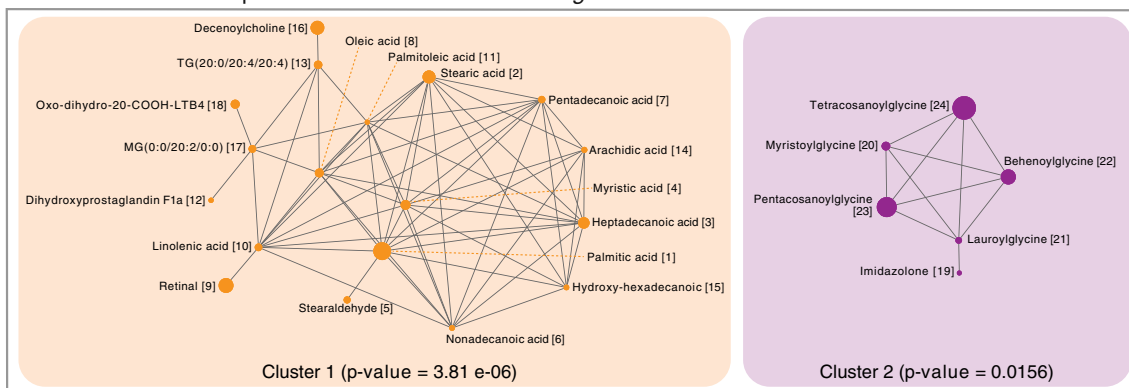 Decenoylcholine [16]
Oleic acid [8]
Palmitoleic acid [11]
TG(20:0/20:4/20:4) [13]
Stearic acid [2]
Pentadecanoic acid [7]
Oxo-dihydro-20-COOH-LTB4 [18]
MG(0:0/20:2/0:0) [17]
Arachidic acid [14]
Myristic acid [4]
Dihydroxyprostaglandin F1a [12]
Heptadecanoic acid [3]
Linolenic acid [10]
Palmitic acid [1]
Retinal [9]
Hydroxy-hexadecanoic [15]
Stearaldehyde [5]
Nonadecanoic acid [6]
Cluster 1 (p-value = 3.81 e-06)
Tetracosanoylglycine [24]
Myristoylglycine [20]
Behenoylglycine [22]
Pentacosanoylglycine
[23]
Lauroylglycine [21]
Imidazolone [19]
Cluster 2 (p-value = 0.0156)